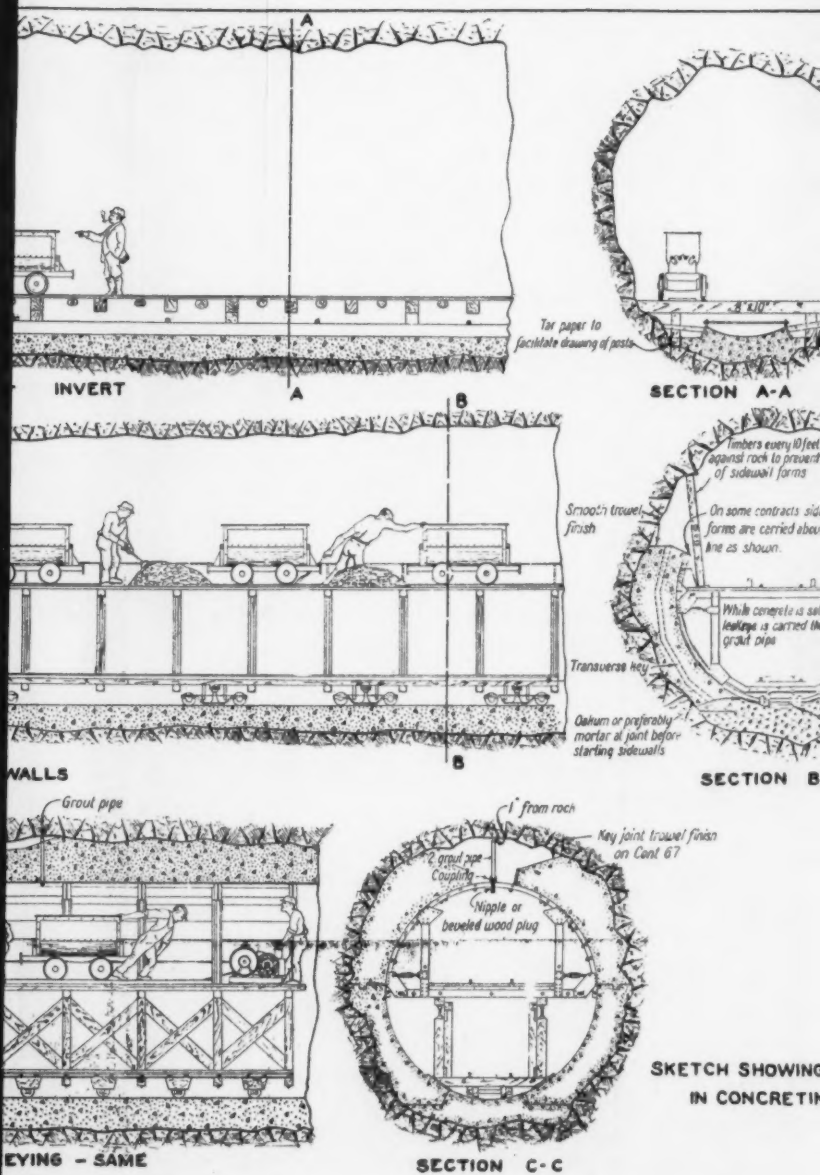 A
8"x10"
Tar paper to
facilitate drawing of posts
INVERT
A
SECTION A-A
B
Timbers every 10 feet
against rock to prevent
of sidewall forms
Smooth trowel
finish
On some contracts side
forms are carried abov
line as shown.
While concrete is set
leakage is carried th
grout pipe
Transverse key
Oakum or preferably
mortar at joint before
starting sidewalls
B
WALLS
SECTION B
Grout pipe
1" from rock
Key joint trowel finish
on Cont 67
2" grout pipe
Coupling
Nipple or
beveled wood plug
SKETCH SHOWING
IN CONCRETIN
EYING - SAME
SECTION C-C